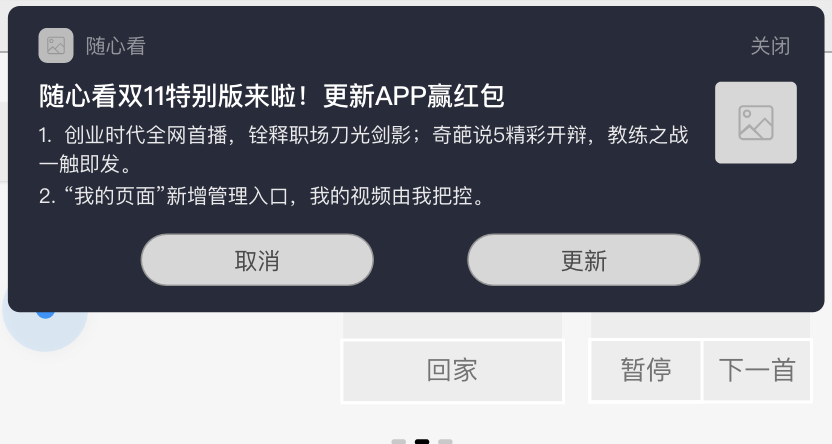 随心看
关闭
随心看双11特别版来啦！更新APP赢红包
1. 创业时代全网首播，铨释职场刀光剑影；奇葩说5精彩开辩，教练之战
一触即发。
2. “我的页面”新增管理入口，我的视频由我把控。
取消
更新
回家
暂停
下一首